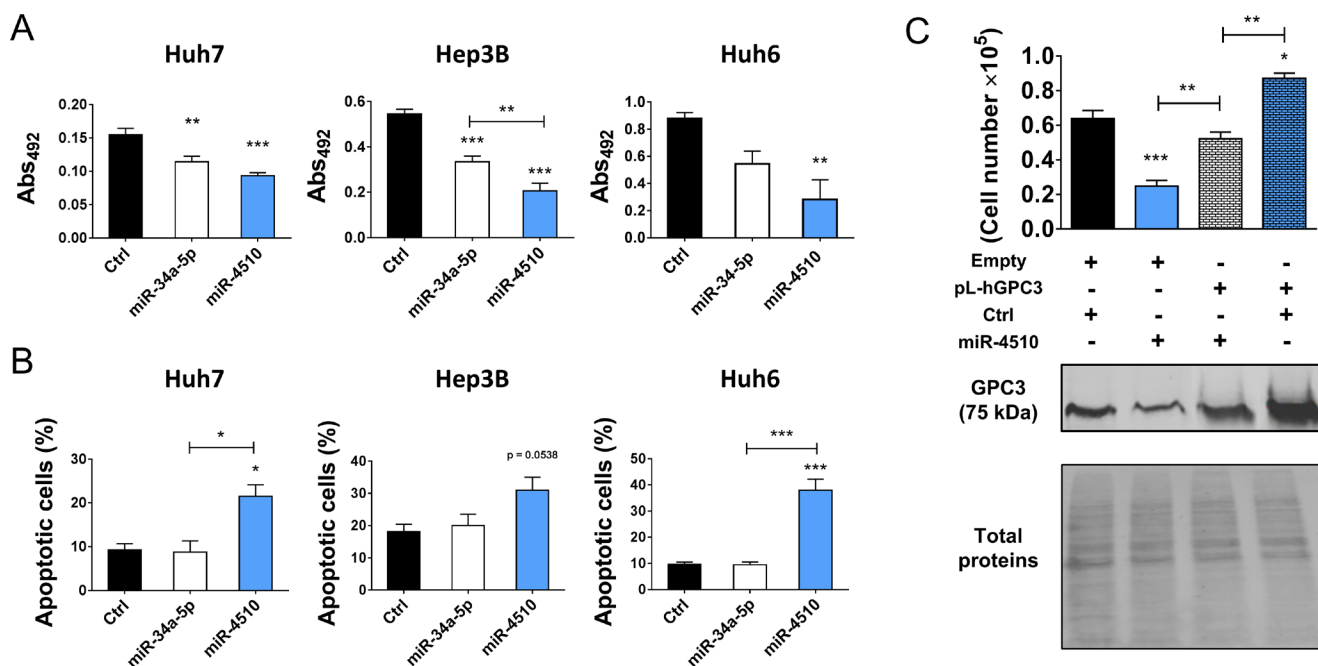 A
Huh7
Abs492
0.20
0.15
0.10
0.05
0.00
**
***
Ctrl
miR-34a-5p
miR-4510
Hep3B
Abs492
0.6
0.4
0.2
0.0
**
***
***
Ctrl
miR-34a-5p
miR-4510
Huh6
Abs492
1.0
0.8
0.6
0.4
0.2
0.0
**
Ctrl
miR-34-5p
miR-4510
B
Huh7
Apoptotic cells (%)
30
20
10
0
*
*
Ctrl
miR-34a-5p
miR-4510
Hep3B
Apoptotic cells (%)
50
40
30
20
10
0
p = 0.0538
Ctrl
miR-34a-5p
miR-4510
Huh6
Apoptotic cells (%)
50
40
30
20
10
0
***
***
Ctrl
miR-34a-5p
miR-4510
C
(Cell number ×10⁵)
1.0
0.8
0.6
0.4
0.2
0.0
**
*
**
***
Empty + + - -
pL-hGPC3 - - + +
Ctrl + - - +
miR-4510 - + + -
GPC3
(75 kDa)
Total
proteins